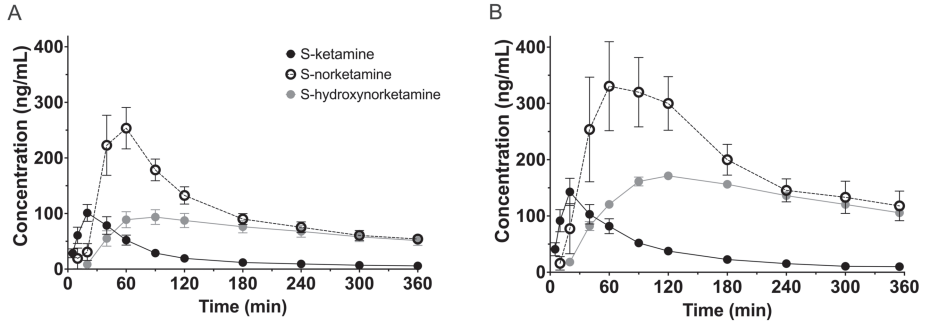 A
Concentration (ng/mL)
400
300
200
100
0
S-ketamine
S-norketamine
S-hydroxynorketamine
0 60 120 180 240 300 360
Time (min)
B
Concentration (ng/mL)
400
300
200
100
0
0 60 120 180 240 300 360
Time (min)